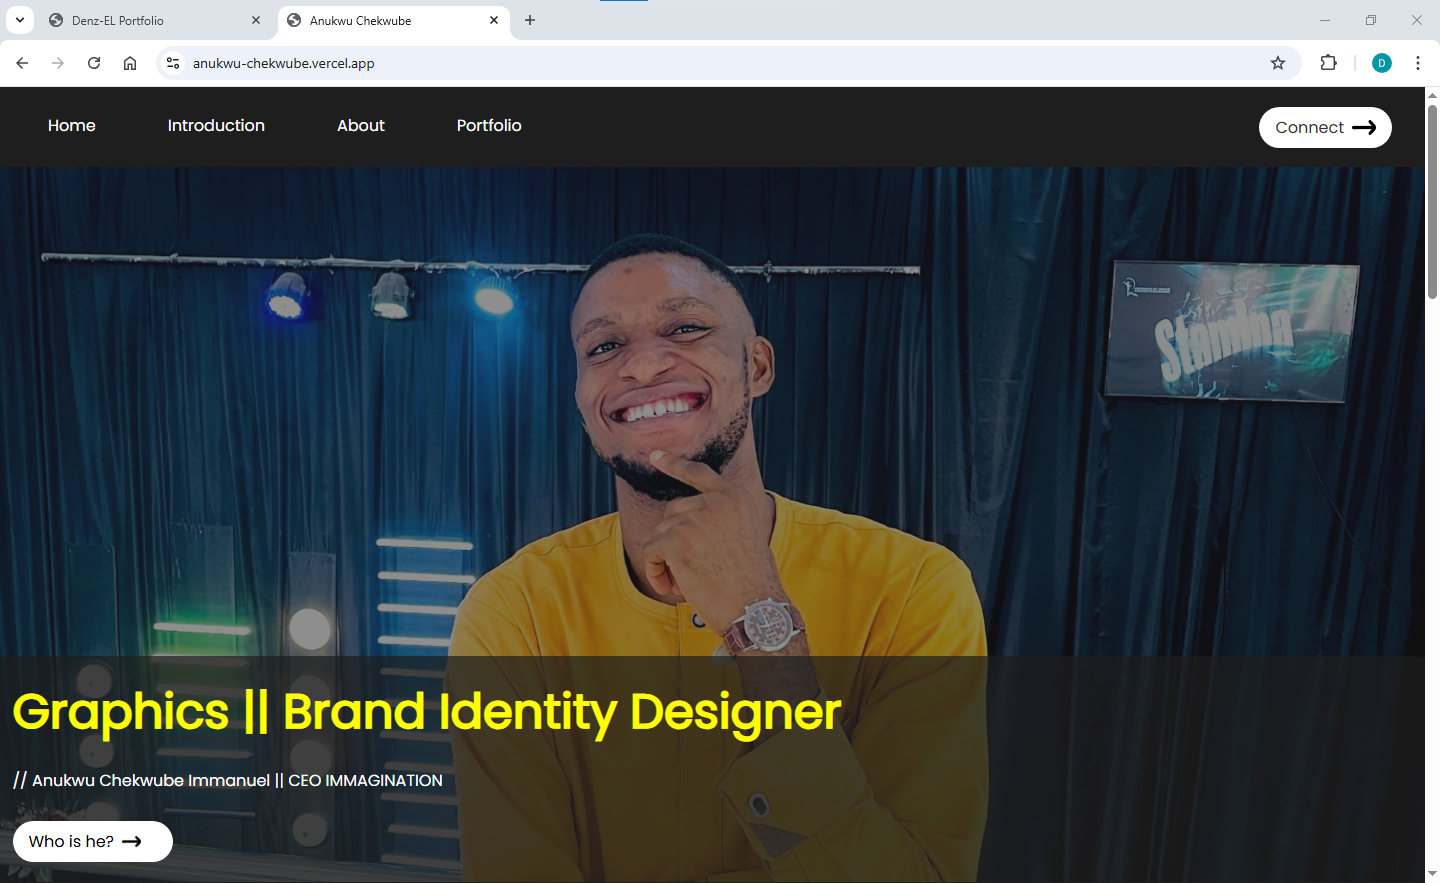 Denz-EL Portfolio
Anukwu Chekwube
anukwu-chekwube.vercel.app
D
Home Introduction About Portfolio
Connect
Stamina
Graphics || Brand Identity Designer
// Anukwu Chekwube Immanuel || CEO IMMAGINATION
Who is he?